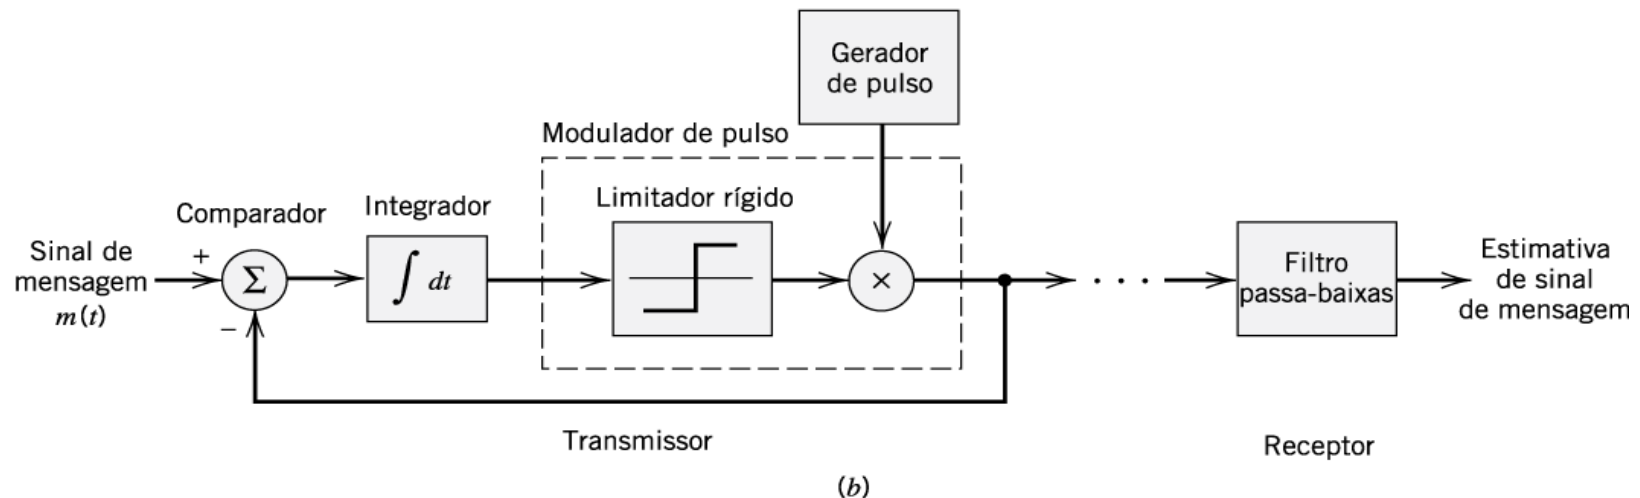 Gerador
de pulso
Modulador de pulso
Limitador rígido
Integrador
Comparador
Sinal de
mensagem
m(t)
+
Σ
−
∫ dt
×
. . .
Filtro
passa-baixas
Estimativa
de sinal
de mensagem
Transmissor
Receptor
(b)